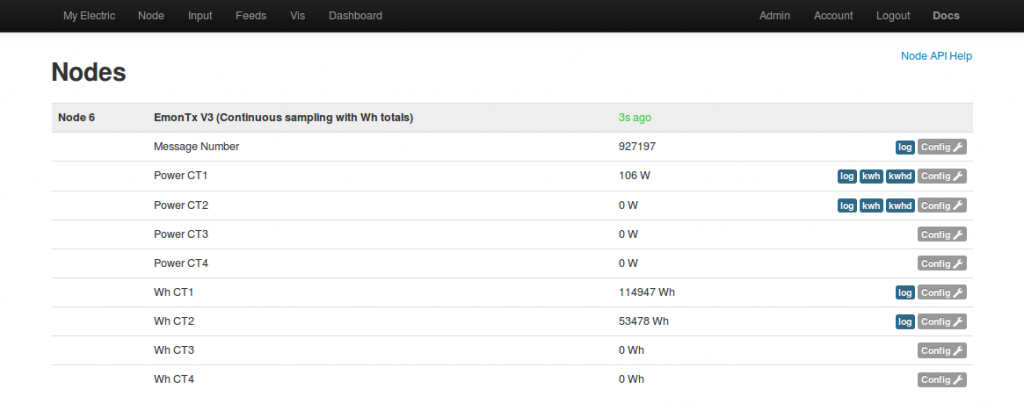 My Electric Node Input Feeds Vis Dashboard Admin Account Logout Docs
Node API Help
Nodes
Node 6 EmonTx V3 (Continuous sampling with Wh totals) 3s ago
Message Number 927197 log Config
Power CT1 106 W log kwh kwhd Config
Power CT2 0 W log kwh kwhd Config
Power CT3 0 W Config
Power CT4 0 W Config
Wh CT1 114947 Wh log Config
Wh CT2 53478 Wh log Config
Wh CT3 0 Wh Config
Wh CT4 0 Wh Config